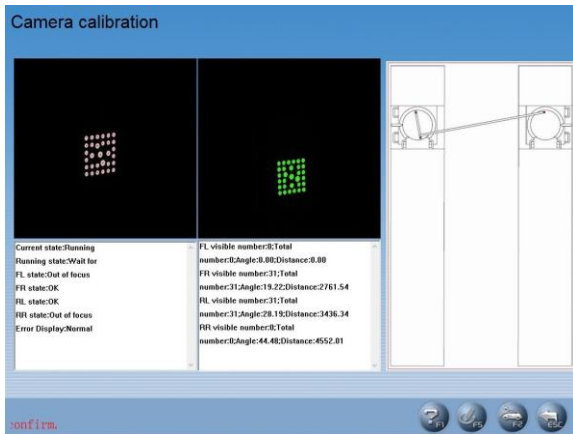 Camera calibration
Current state:Running
Running state:Wait for
FL state:Out of focus
FR state:OK
RL state:OK
RR state:Out of focus
Error Display:Normal
FL visible number:0;Total
number:0;Angle:0.00;Distance:0.00
FR visible number:31;Total
number:31;Angle:19.22;Distance:2761.54
RL visible number:31;Total
number:31;Angle:28.19;Distance:3436.34
RR visible number:0;Total
number:0;Angle:44.48;Distance:4552.01
:onfirm.
F1
F5
F2
ESC